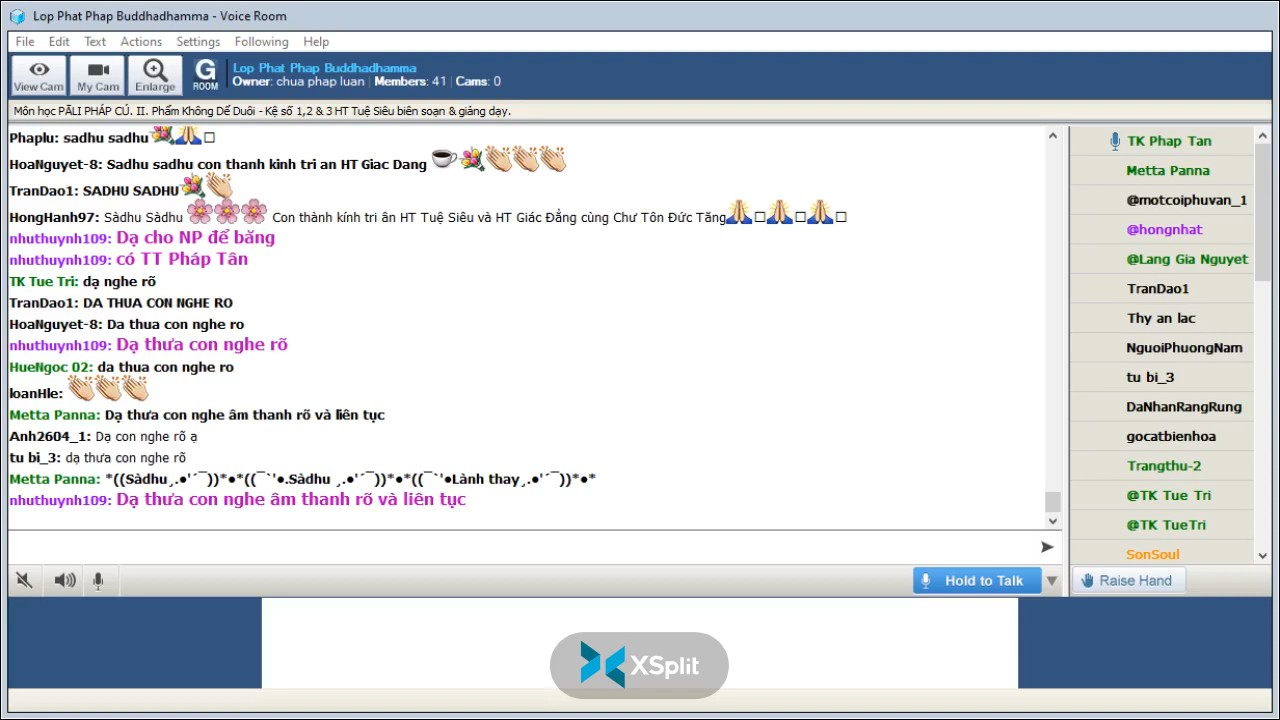 Lop Phat Phap Buddhadhamma - Voice Room
File Edit Text Actions Settings Following Help
View Cam My Cam Enlarge G ROOM
Lop Phat Phap Buddhadhamma
Owner: chua phap luan | Members: 41 | Cams: 0
Môn học PĀLI PHÁP CÚ. II. Phẩm Không Dể Duôi - Kệ số 1,2 & 3 HT Tuệ Siêu biên soạn & giảng dạy.
Phaplu: sadhu sadhu
HoaNguyet-8: Sadhu sadhu con thanh kinh tri an HT Giac Dang
TranDao1: SADHU SADHU
HongHanh97: Sàdhu Sàdhu Con thành kính tri ân HT Tuệ Siêu và HT Giác Đẳng cùng Chư Tôn Đức Tăng
nhuthuynh109: Dạ cho NP để băng
nhuthuynh109: có TT Pháp Tân
TK Tue Tri: dạ nghe rõ
TranDao1: DA THUA CON NGHE RO
HoaNguyet-8: Da thua con nghe ro
nhuthuynh109: Dạ thưa con nghe rõ
HueNgoc 02: da thua con nghe ro
loanHle:
Metta Panna: Dạ thưa con nghe âm thanh rõ và liên tục
Anh2604_1: Dạ con nghe rõ ạ
tu bi_3: dạ thưa con nghe rõ
Metta Panna: *((Sàdhu¸.●'´¯))*●*((¯`'●.Sàdhu ¸.●'´¯))*●*((¯`'●Lành thay¸.●'´¯))*●*
nhuthuynh109: Dạ thưa con nghe âm thanh rõ và liên tục
TK Phap Tan
Metta Panna
@motcoiphuvan_1
@hongnhat
@Lang Gia Nguyet
TranDao1
Thy an lac
NguoiPhuongNam
tu bi_3
DaNhanRangRung
gocatbienhoa
Trangthu-2
@TK Tue Tri
@TK TueTri
SonSoul
Hold to Talk
Raise Hand
XSplit